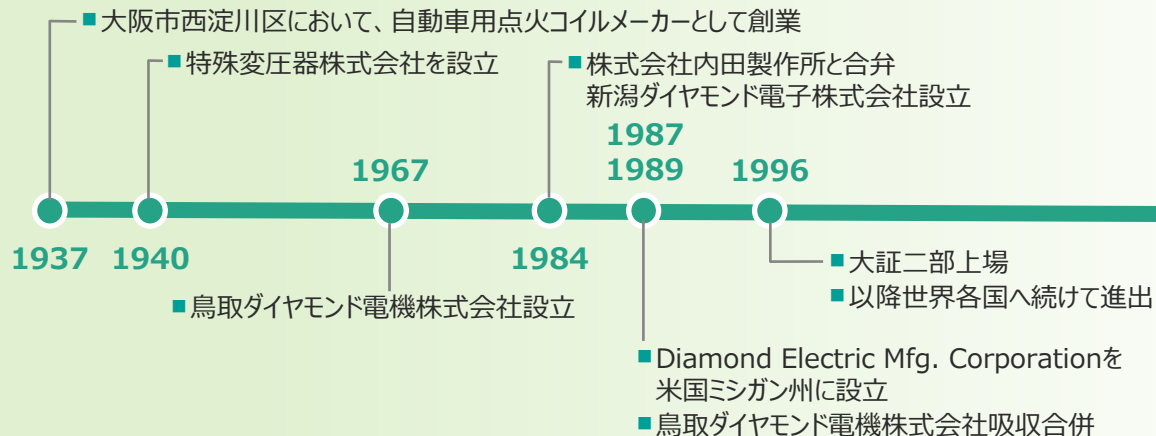 ■大阪市西淀川区において、自動車用点火コイルメーカーとして創業
■特殊変圧器株式会社を設立
■株式会社内田製作所と合弁
新潟ダイヤモンド電子株式会社設立
1987
1967
1989
1996
1937
1940
1984
■大証二部上場
■以降世界各国へ続けて進出
■鳥取ダイヤモンド電機株式会社設立
■Diamond Electric Mfg. Corporationを
米国ミシガン州に設立
■鳥取ダイヤモンド電機株式会社吸収合併